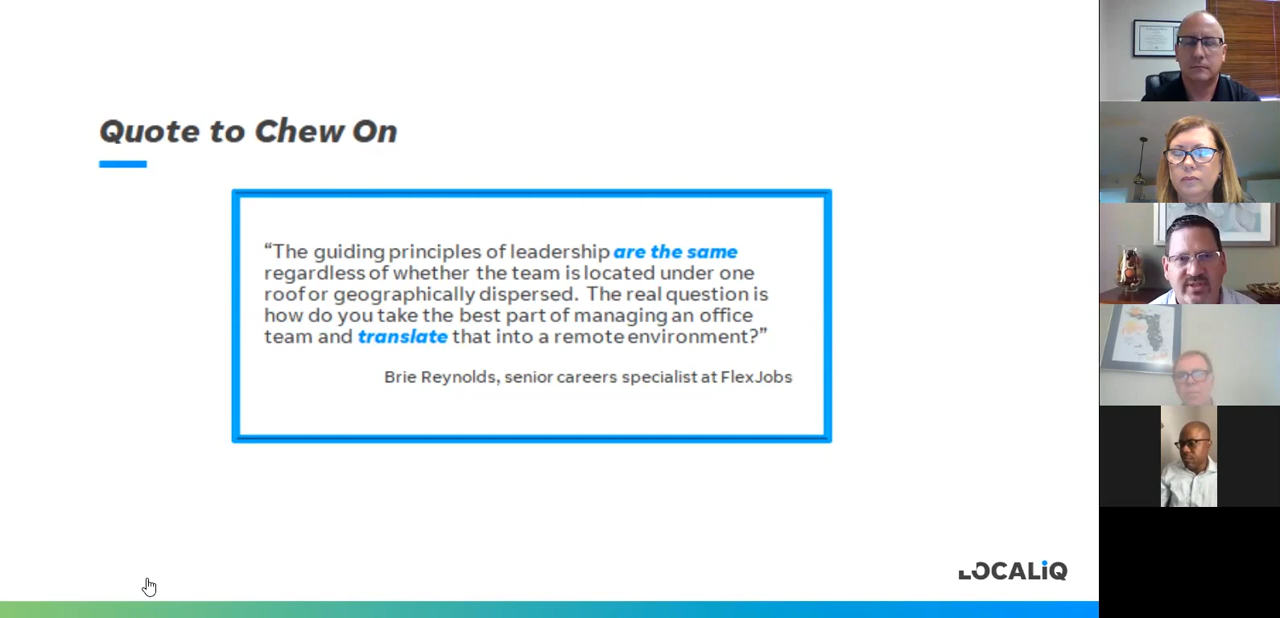 Quote to Chew On
“The guiding principles of leadership are the same
regardless of whether the team is located under one
roof or geographically dispersed. The real question is
how do you take the best part of managing an office
team and translate that into a remote environment?”
Brie Reynolds, senior careers specialist at FlexJobs
LOCALiQ